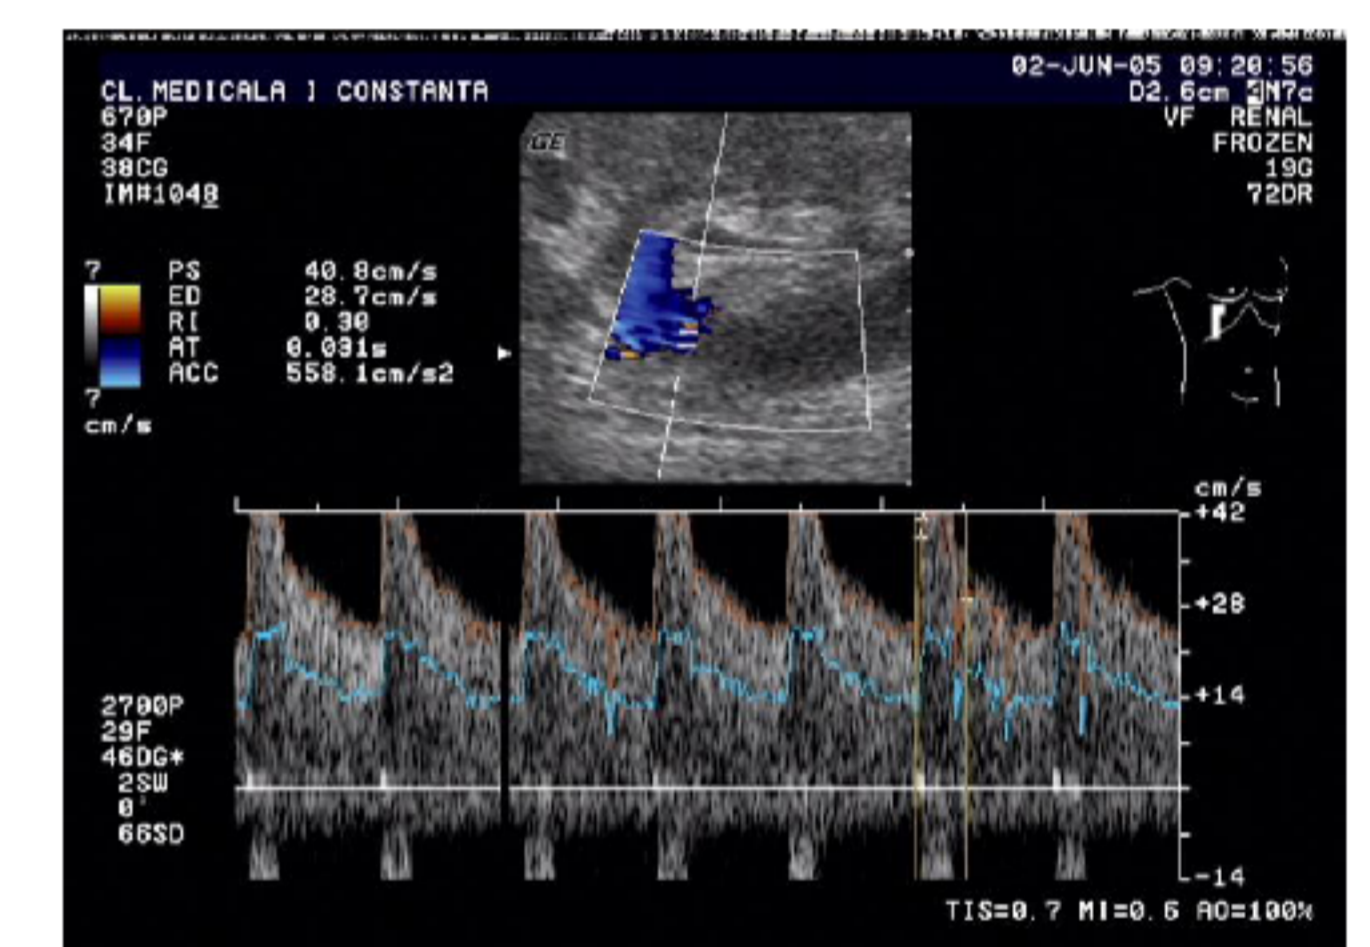 02-JUN-05 09:20:56
CL.MEDICALA 1 CONSTANTA
D2.6cm N7c
670P
VF RENAL
34F
FROZEN
38CG
19G
IM#1048
72DR
GE
7
PS 40.8cm/s
ED 28.7cm/s
RI 0.30
AT 0.031s
ACC 558.1cm/s2
7
cm/s
cm/s
+42
+28
+14
-14
2700P
29F
46DG*
2SW
0°
66SD
TIS=0.7 MI=0.6 AO=100%